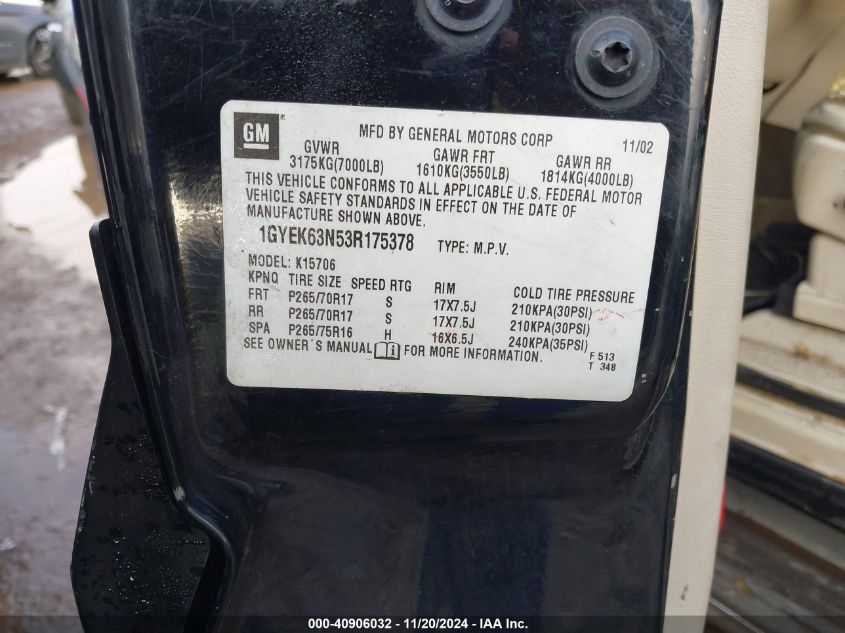 GM
MFD BY GENERAL MOTORS CORP 11/02
GVWR GAWR FRT GAWR RR
3175KG(7000LB) 1610KG(3550LB) 1814KG(4000LB)
THIS VEHICLE CONFORMS TO ALL APPLICABLE U.S. FEDERAL MOTOR
VEHICLE SAFETY STANDARDS IN EFFECT ON THE DATE OF
MANUFACTURE SHOWN ABOVE.
1GYEK63N53R175378 TYPE: M.P.V.
MODEL: K15706
KPNQ TIRE SIZE SPEED RTG RIM COLD TIRE PRESSURE
FRT P265/70R17 S 17X7.5J 210KPA(30PSI)
RR P265/70R17 S 17X7.5J 210KPA(30PSI)
SPA P265/75R16 H 16X6.5J 240KPA(35PSI)
SEE OWNER'S MANUAL i FOR MORE INFORMATION.
F 513
T 348
000-40906032 - 11/20/2024 - IAA Inc.